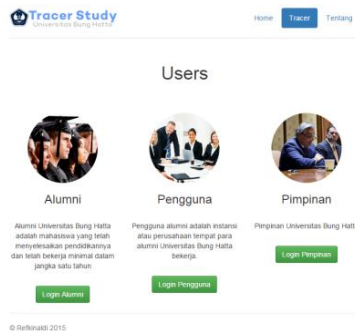 Tracer Study
Universitas Bung Hatta
Home Tracer Tentang
Users
Alumni
Pengguna
Pimpinan
Alumni Universitas Bung Hatta
adalah mahasiswa yang telah
menyelesaikan pendidikannya
dan telah bekerja minimal dalam
jangka satu tahun
Pengguna alumni adalah instansi
atau perusahaan tempat para
alumni Universitas Bung Hatta
bekerja.
Pimpinan Universitas Bung Hatt
Login Alumni
Login Pengguna
Login Pimpinan
© Refkinaldi 2015